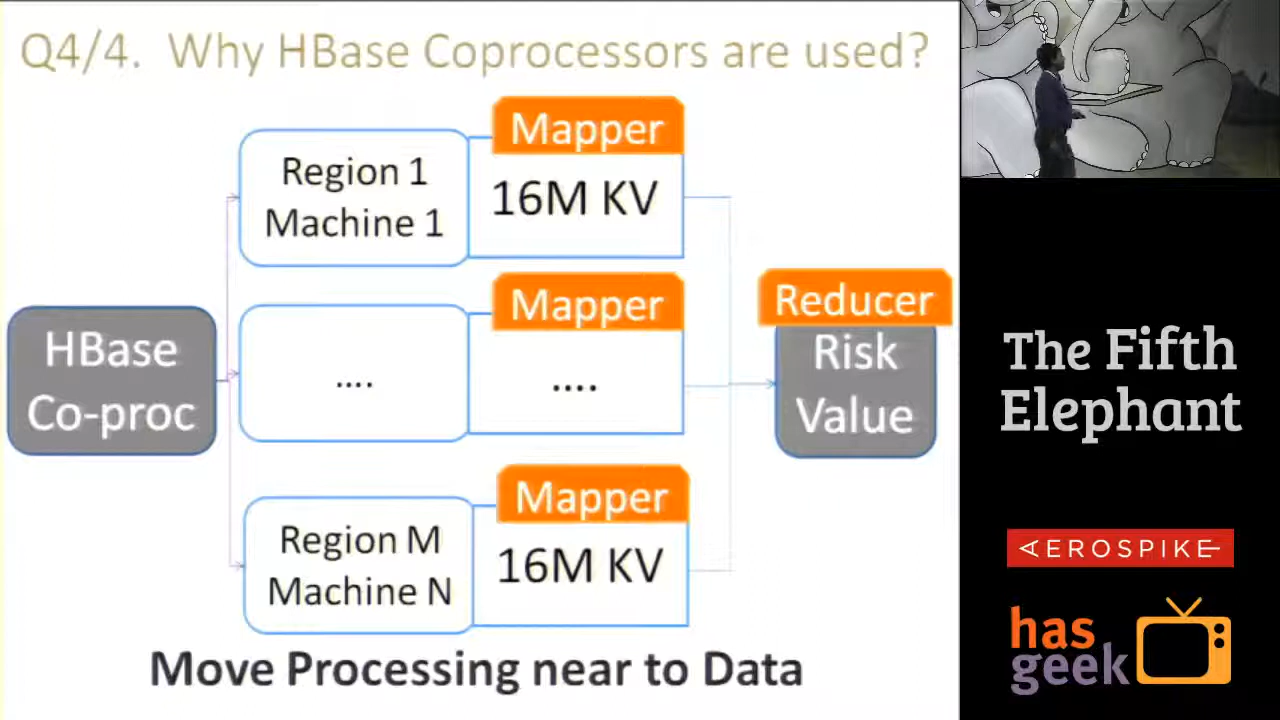 Q4/4. Why HBase Coprocessors are used?
Mapper
Region 1
Machine 1
16M KV
Mapper
....
....
HBase
Co-proc
Reducer
Risk
Value
Mapper
Region M
Machine N
16M KV
Move Processing near to Data
The Fifth
Elephant
AEROSPIKE
has
geek